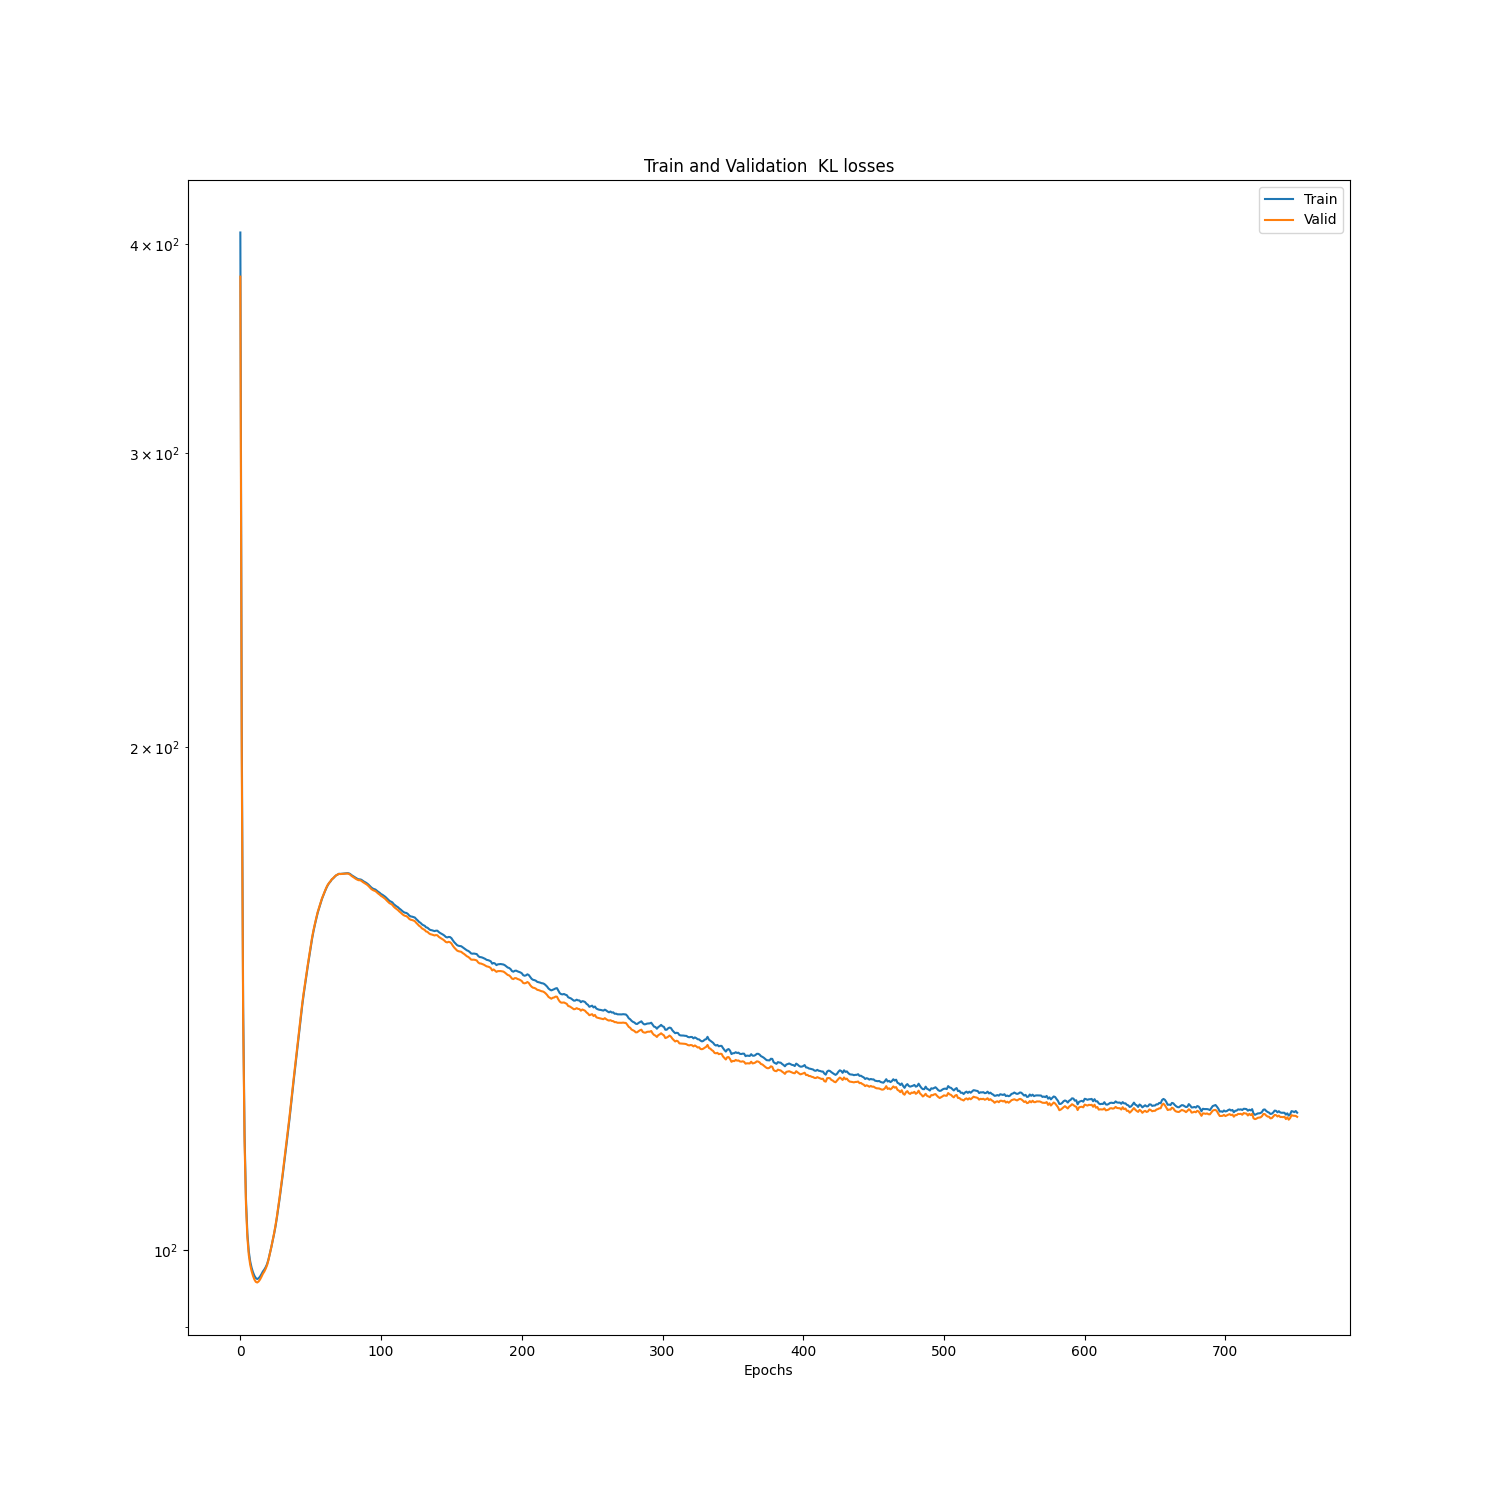 Train and Validation  KL losses
Train
Valid
4 × 10²
3 × 10²
2 × 10²
10²
0 100 200 300 400 500 600 700
Epochs